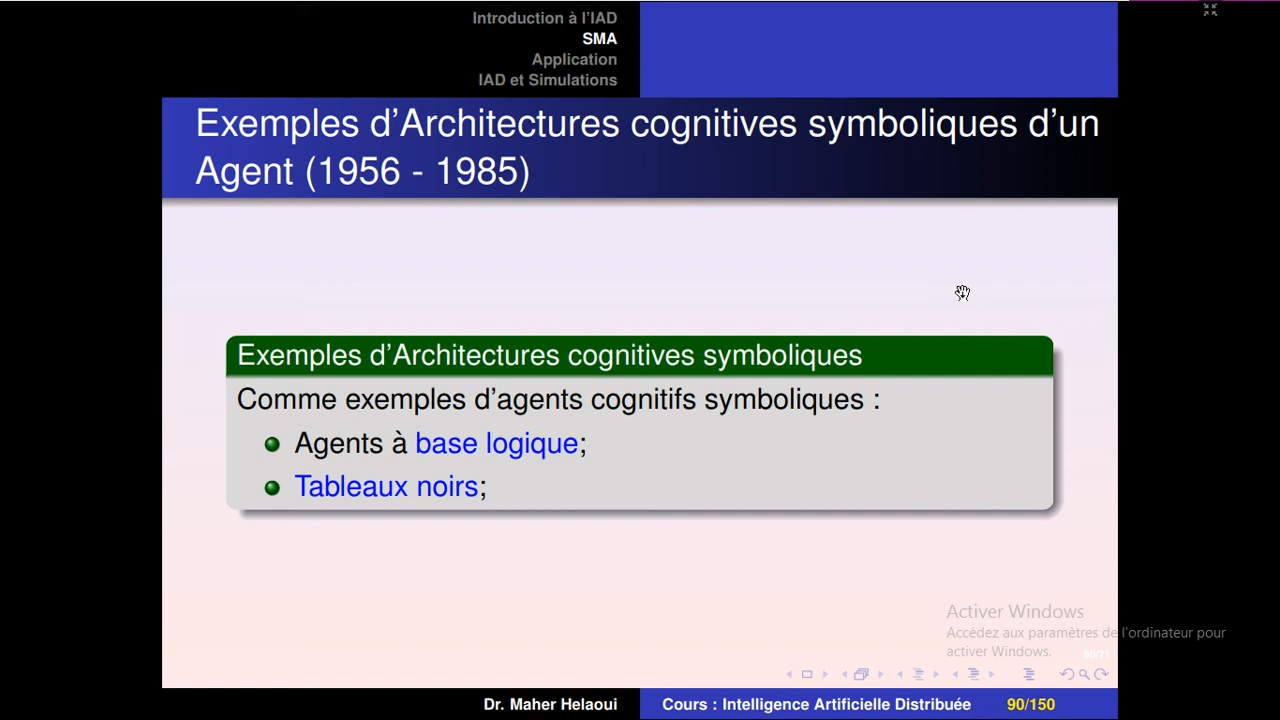 Introduction à l'IAD
SMA
Application
IAD et Simulations
Exemples d'Architectures cognitives symboliques d'un
Agent (1956 - 1985)
Exemples d'Architectures cognitives symboliques
Comme exemples d'agents cognitifs symboliques :
Agents à base logique;
Tableaux noirs;
Activer Windows
Accédez aux paramètres de l'ordinateur pour
activer Windows.
Dr. Maher Helaoui
Cours : Intelligence Artificielle Distribuée
90/150